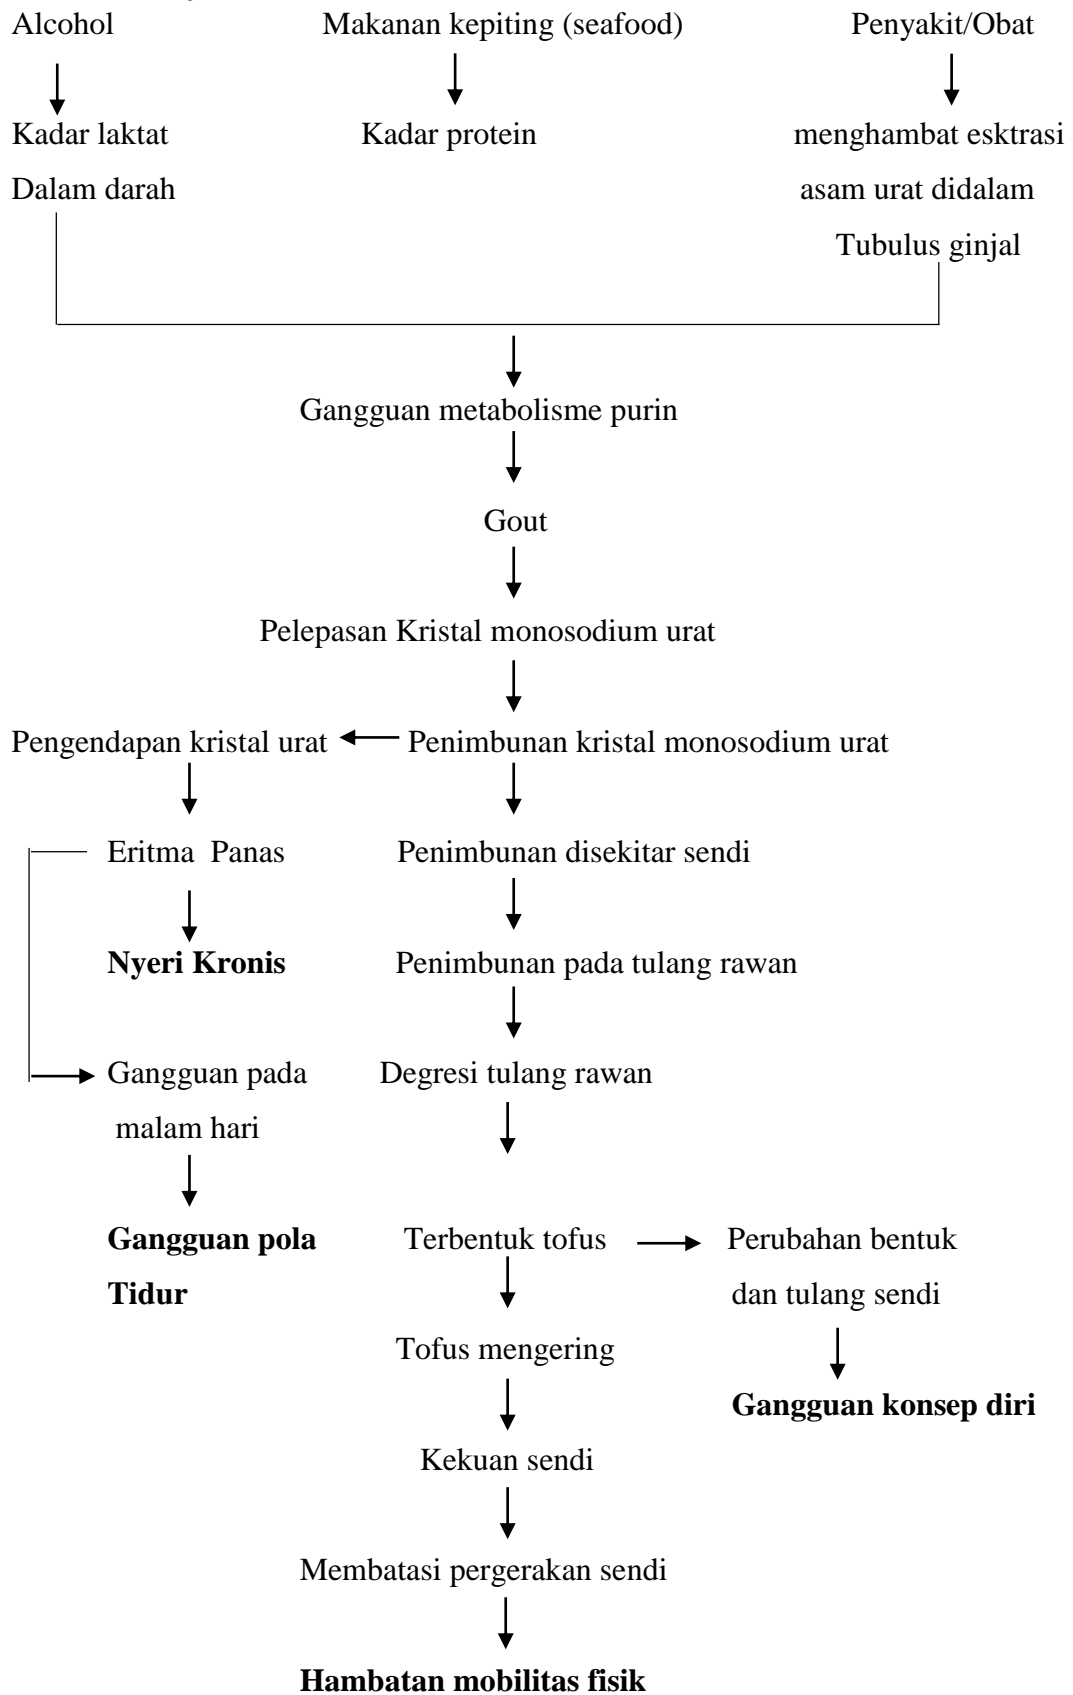 Alcohol
Makanan kepiting (seafood)
Penyakit/Obat
Kadar laktat
Dalam darah
Kadar protein
menghambat esktrasi
asam urat didalam
Tubulus ginjal
Gangguan metabolisme purin
Gout
Pelepasan Kristal monosodium urat
Pengendapan kristal urat
Penimbunan kristal monosodium urat
Eritma Panas
Penimbunan disekitar sendi
Nyeri Kronis
Penimbunan pada tulang rawan
Gangguan pada
malam hari
Degresi tulang rawan
Gangguan pola
Tidur
Terbentuk tofus
Perubahan bentuk
dan tulang sendi
Tofus mengering
Gangguan konsep diri
Kekuan sendi
Membatasi pergerakan sendi
Hambatan mobilitas fisik